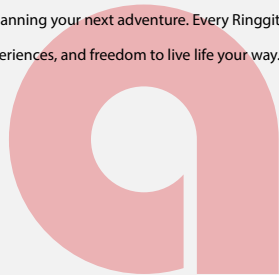 anning your next adventure. Every Ringgit
eriences, and freedom to live life your way.